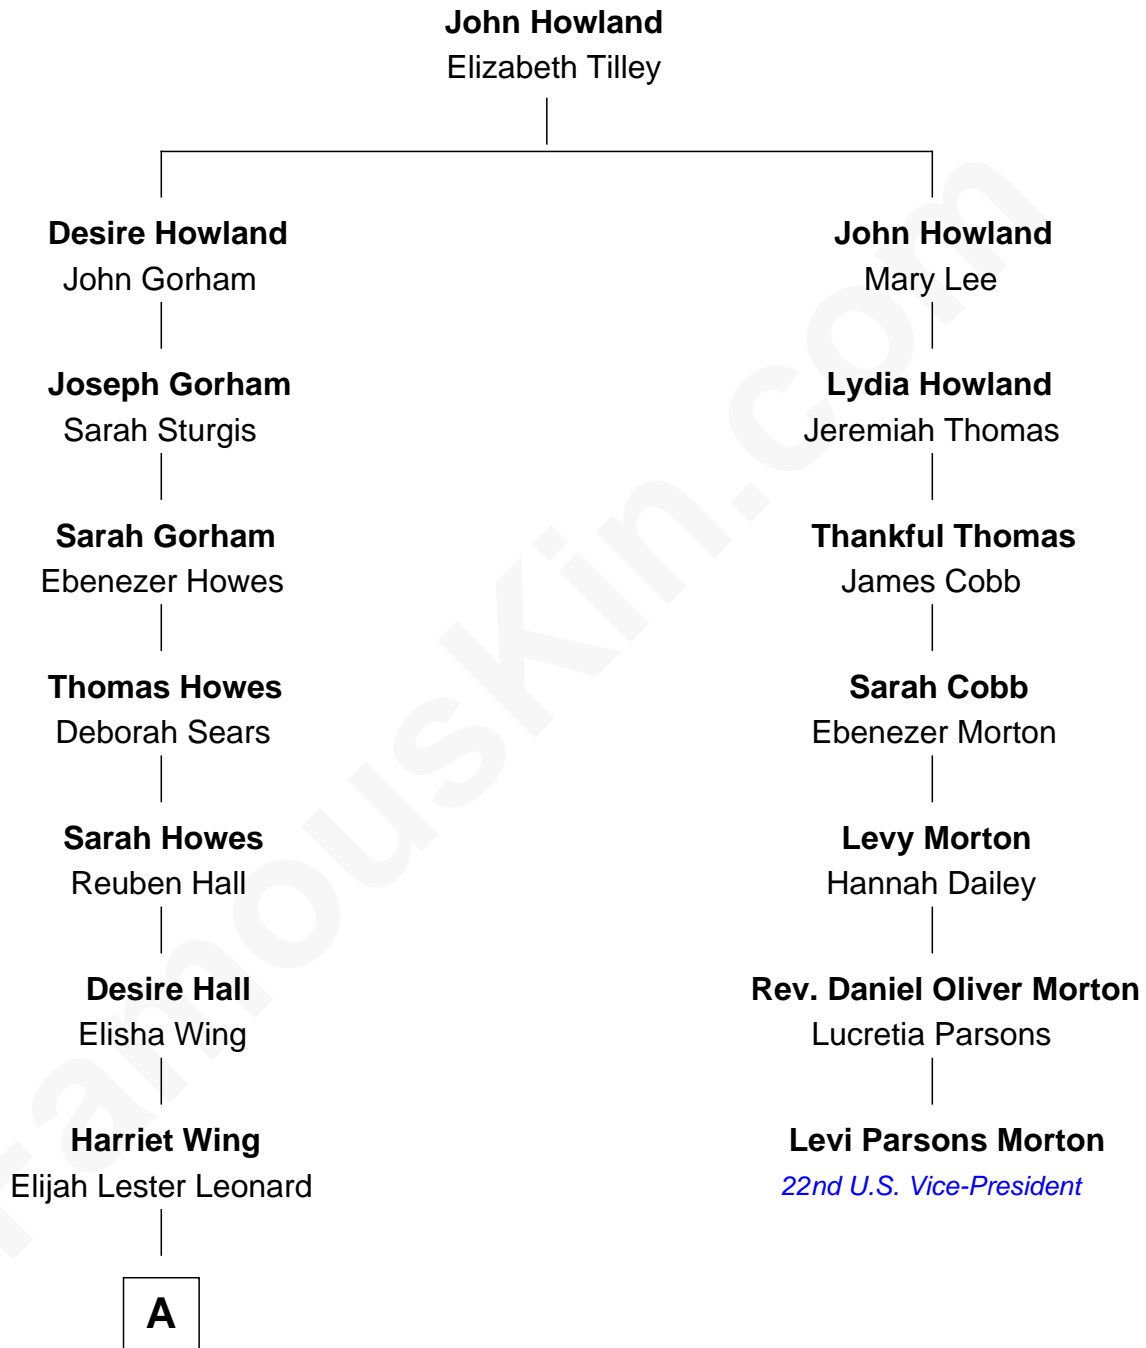 John Howland
Elizabeth Tilley
Desire Howland
John Gorham
John Howland
Mary Lee
Joseph Gorham
Sarah Sturgis
Lydia Howland
Jeremiah Thomas
Sarah Gorham
Ebenezer Howes
Thankful Thomas
James Cobb
Thomas Howes
Deborah Sears
Sarah Cobb
Ebenezer Morton
Sarah Howes
Reuben Hall
Levy Morton
Hannah Dailey
Desire Hall
Elisha Wing
Rev. Daniel Oliver Morton
Lucretia Parsons
Harriet Wing
Elijah Lester Leonard
Levi Parsons Morton
22nd U.S. Vice-President
A
FamousKin.com